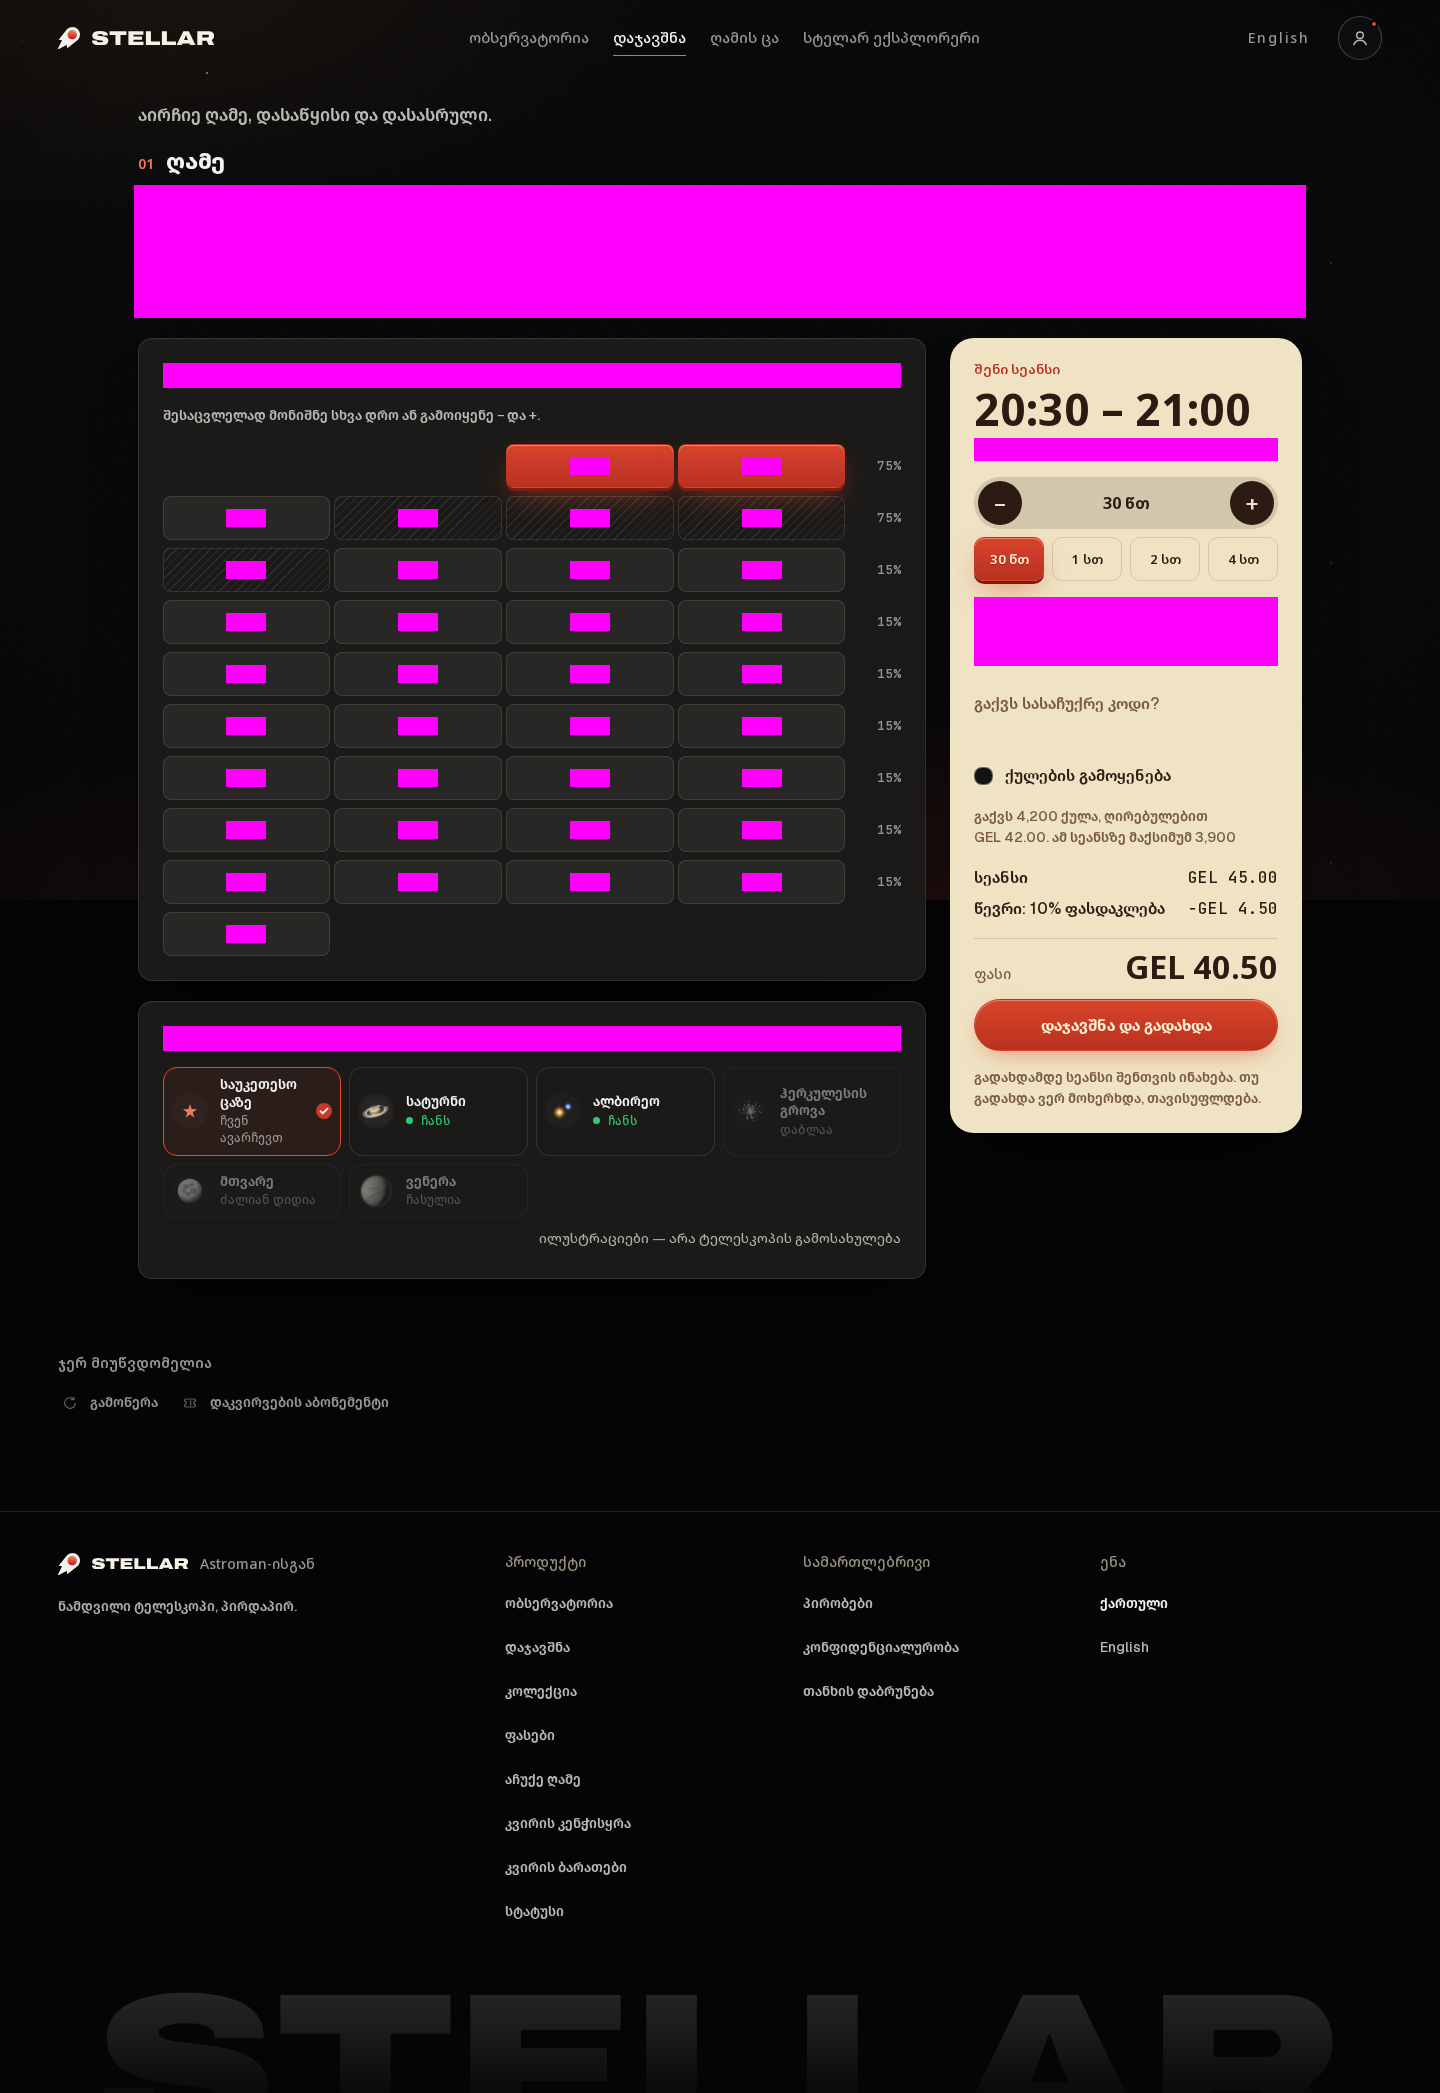 STELLAR
ობსერვატორია დაჯავშნა ღამის ცა სტელარ ექსპლორერი
English
აირჩიე ღამე, დასაწყისი და დასასრული.
01 ღამე
შესაცვლელად მონიშნე სხვა დრო ან გამოიყენე – და +.
75%
75%
15%
15%
15%
15%
15%
15%
15%
შენი სეანსი
20:30 – 21:00
– 30 წთ +
30 წთ 1 სთ 2 სთ 4 სთ
გაქვს სასაჩუქრე კოდი?
ქულების გამოყენება
გაქვს 4,200 ქულა, ღირებულებით
GEL 42.00. ამ სეანსზე მაქსიმუმ 3,900
სეანსი GEL 45.00
წევრი: 10% ფასდაკლება -GEL 4.50
ფასი GEL 40.50
დაჯავშნა და გადახდა
გადახდამდე სეანსი შენთვის ინახება. თუ
გადახდა ვერ მოხერხდა, თავისუფლდება.
საუკეთესო
ცაზე
ჩვენ
ავარჩევთ
სატურნი
ჩანს
ალბირეო
ჩანს
ჰერკულესის
გროვა
დაბლაა
მთვარე
ძალიან დიდია
ვენერა
ჩასულია
ილუსტრაციები — არა ტელესკოპის გამოსახულება
ჯერ მიუწვდომელია
გამოწერა დაკვირვების აბონემენტი
STELLAR Astroman-ისგან
ნამდვილი ტელესკოპი, პირდაპირ.
პროდუქტი
ობსერვატორია
დაჯავშნა
კოლექცია
ფასები
აჩუქე ღამე
კვირის კენჭისყრა
კვირის ბარათები
სტატუსი
სამართლებრივი
პირობები
კონფიდენციალურობა
თანხის დაბრუნება
ენა
ქართული
English
STELLAR